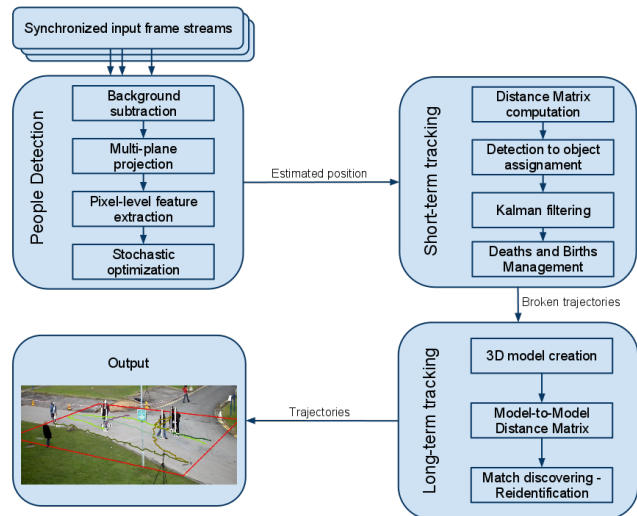 Synchronized input frame streams
People Detection
Background
subtraction
Multi-plane
projection
Pixel-level feature
extraction
Stochastic
optimization
Estimated position
Short-term tracking
Distance Matrix
computation
Detection to object
assignament
Kalman filtering
Deaths and Births
Management
Broken trajectories
Long-term tracking
3D model creation
Model-to-Model
Distance Matrix
Match discovering -
Reidentification
Trajectories
Output